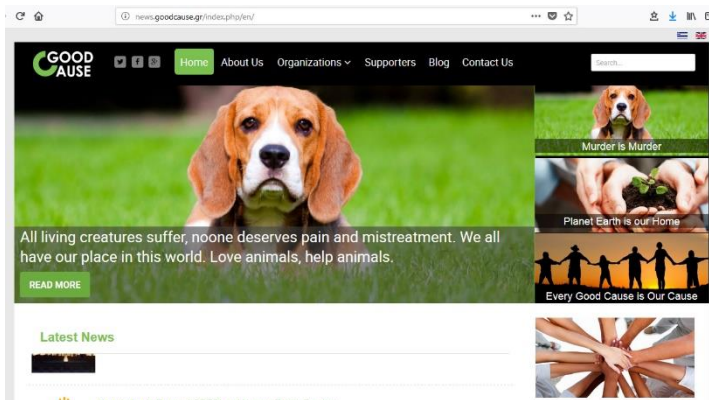 news.goodcause.gr/index.php/en/
GOOD
CAUSE
Home About Us Organizations Supporters Blog Contact Us
Search...
All living creatures suffer, noone deserves pain and mistreatment. We all
have our place in this world. Love animals, help animals.
READ MORE
Murder is Murder
Planet Earth is our Home
Every Good Cause is Our Cause
Latest News